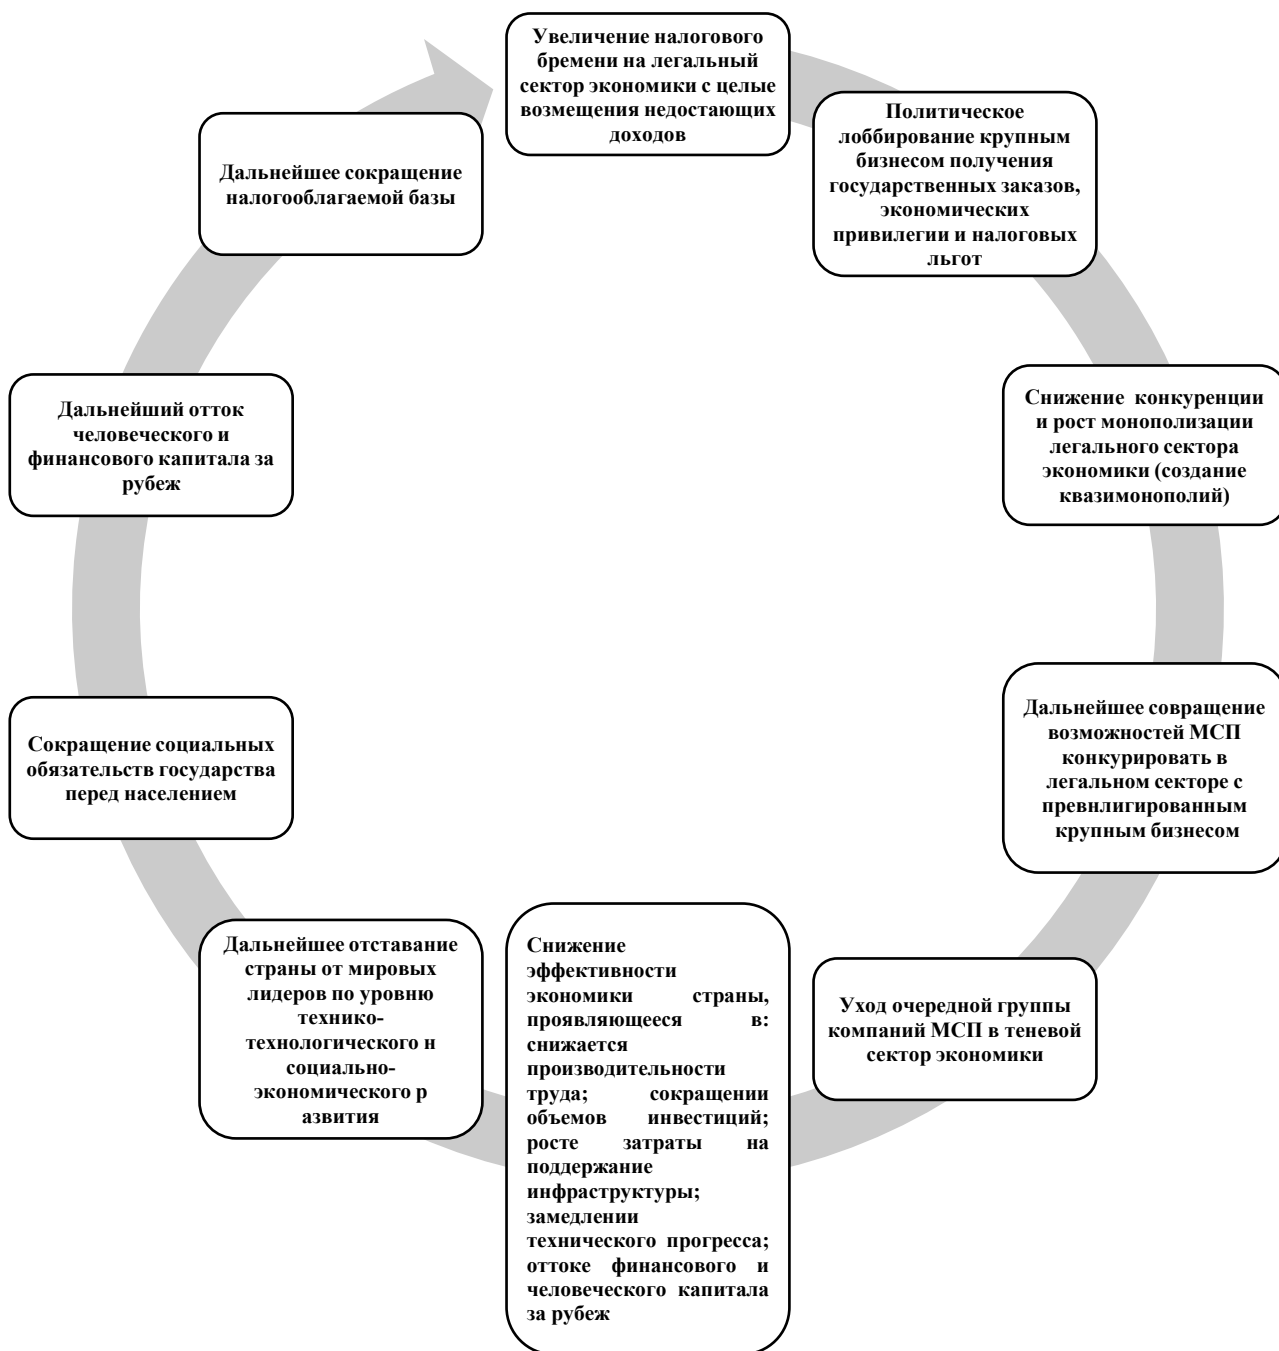 Увеличение налогового
бремени на легальный
сектор экономики с целые
возмещения недостающих
доходов
Политическое
лоббирование крупным
бизнесом получения
государственных заказов,
экономических
привилегии и налоговых
льгот
Снижение конкуренции
и рост монополизации
легального сектора
экономики (создание
квазимонополий)
Дальнейшее совращение
возможностей МСП
конкурировать в
легальном секторе с
превнлигированным
крупным бизнесом
Уход очередной группы
компаний МСП в теневой
сектор экономики
Снижение
эффективности
экономики страны,
проявляющееся в:
снижается
производительности
труда; сокращении
объемов инвестиций;
росте затраты на
поддержание
инфраструктуры;
замедлении
технического прогресса;
оттоке финансового и
человеческого капитала
за рубеж
Дальнейшее отставание
страны от мировых
лидеров по уровню
технико-
технологического н
социально-
экономического р
азвития
Сокращение социальных
обязательств государства
перед населением
Дальнейший отток
человеческого и
финансового капитала за
рубеж
Дальнейшее сокращение
налогооблагаемой базы